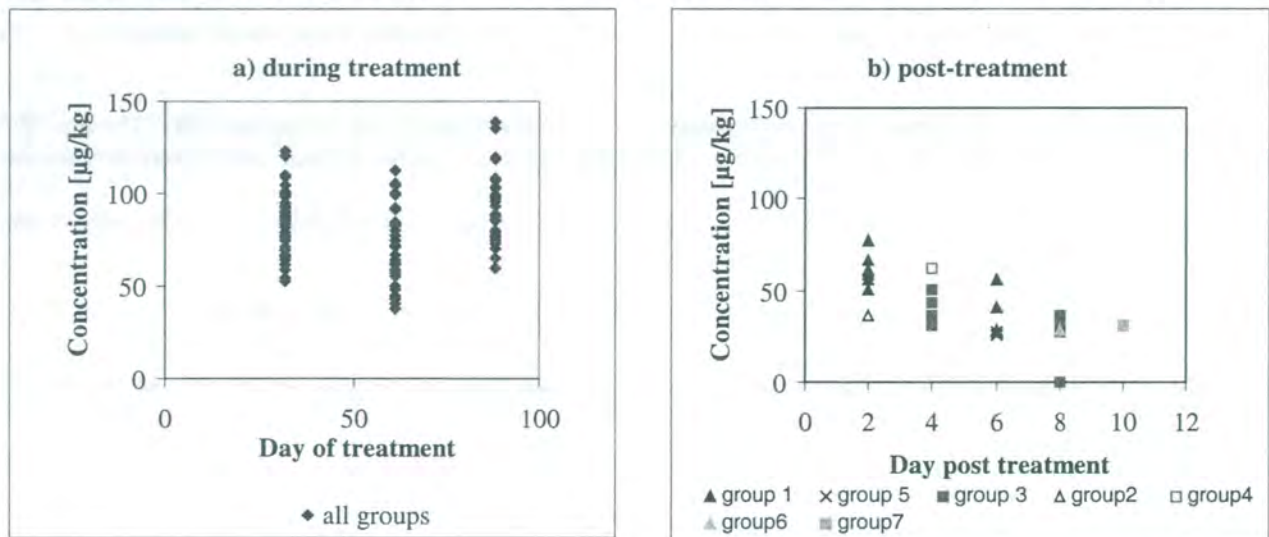 a) during treatment
Concentration [µg/kg]
150
100
50
0
0 50 100
Day of treatment
◆ all groups
b) post-treatment
Concentration [µg/kg]
150
100
50
0
0 2 4 6 8 10 12
Day post treatment
▲ group 1 × group 5 ■ group 3 △ group2 □ group4
▲ group6 ■ group7